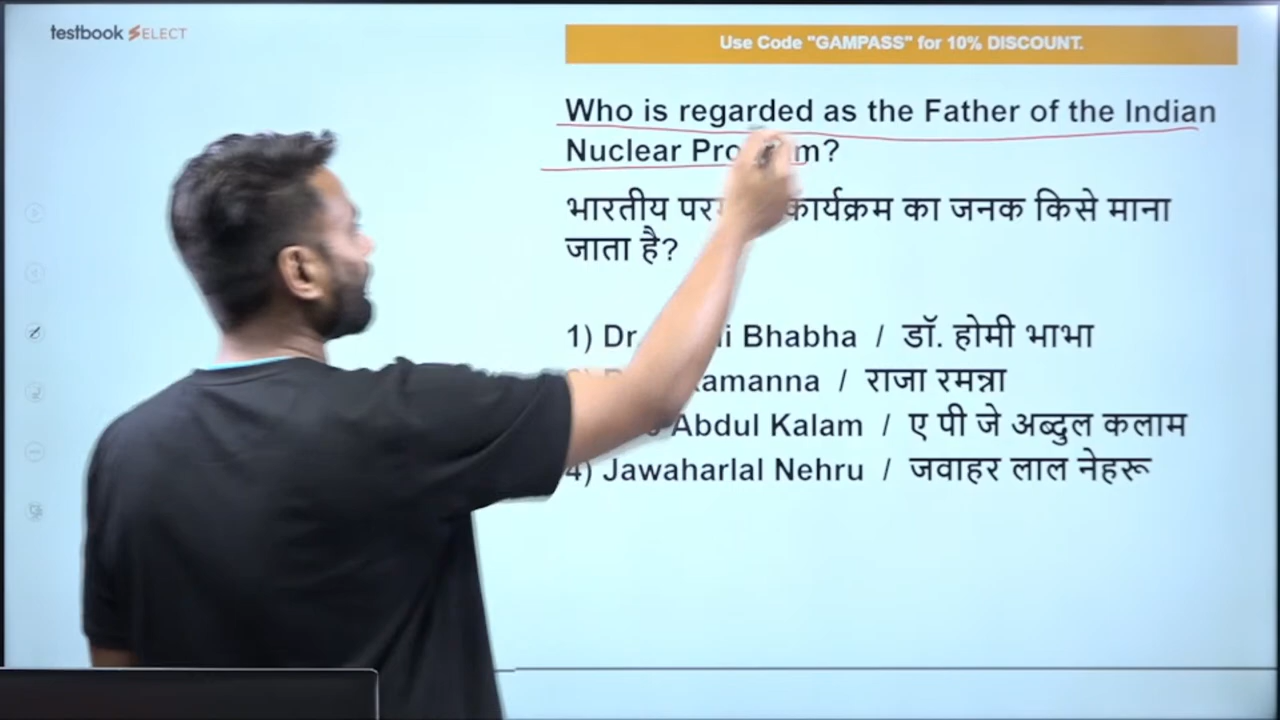 testbook SELECT
Use Code "GAMPASS" for 10% DISCOUNT.
Who is regarded as the Father of the Indian
Nuclear ?
भारतीय कार्यक्रम का जनक किसे माना
जाता है?
1) Dr Bhabha / डॉ. होमी भाभा
Ramanna / राजा रमन्ना
Abdul Kalam / ए पी जे अब्दुल कलाम
4) Jawaharlal Nehru / जवाहर लाल नेहरू